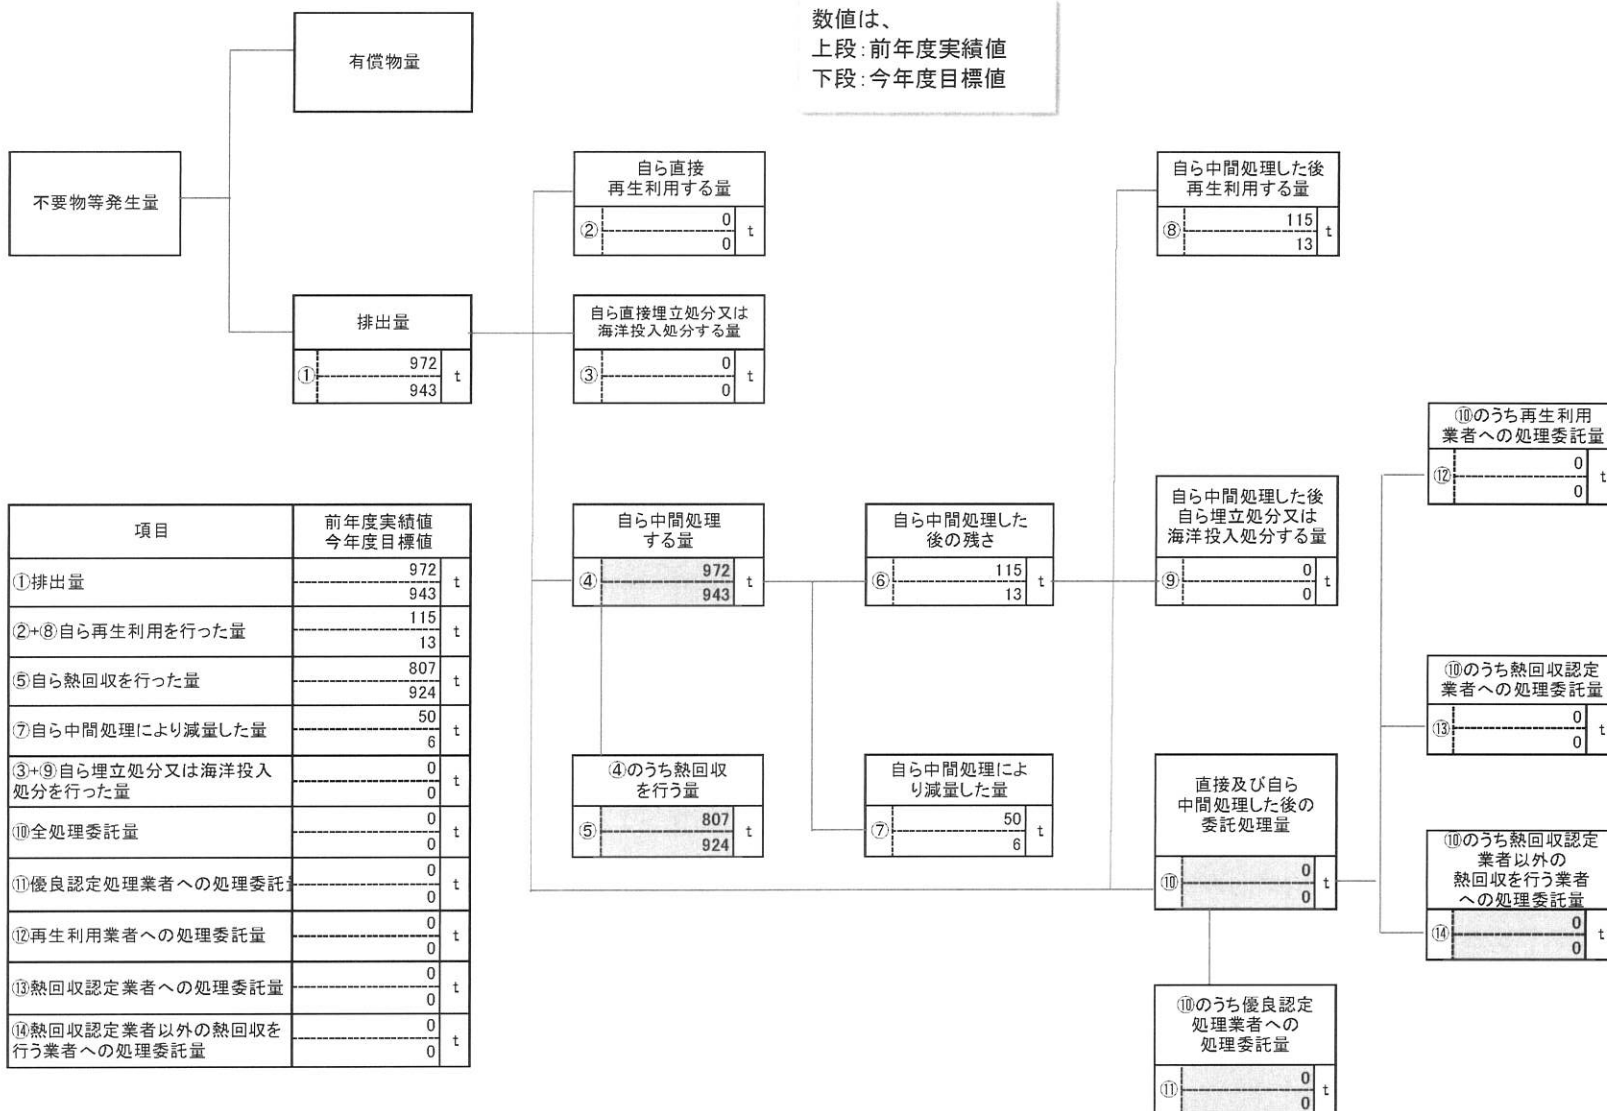 数値は、
上段：前年度実績値
下段：今年度目標値
有償物量
不要物等発生量
自ら直接
再生利用する量
②
0
0
t
自ら中間処理した後
再生利用する量
⑧
115
13
t
排出量
①
972
943
t
自ら直接埋立処分又は
海洋投入処分する量
③
0
0
t
⑩のうち再生利用
業者への処理委託量
⑫
0
0
t
自ら中間処理
する量
④
972
943
t
自ら中間処理した
後の残さ
⑥
115
13
t
自ら中間処理した後
自ら埋立処分又は
海洋投入処分する量
⑨
0
0
t
⑩のうち熱回収認定
業者への処理委託量
⑬
0
0
t
④のうち熱回収
を行う量
⑤
807
924
t
自ら中間処理によ
り減量した量
⑦
50
6
t
直接及び自ら
中間処理した後の
委託処理量
⑩
0
0
t
⑩のうち熱回収認定
業者以外の
熱回収を行う業者
への処理委託量
⑭
0
0
t
⑩のうち優良認定
処理業者への
処理委託量
⑪
0
0
t
項目
前年度実績値
今年度目標値
①排出量
972
943
t
②+⑧自ら再生利用を行った量
115
13
t
⑤自ら熱回収を行った量
807
924
t
⑦自ら中間処理により減量した量
50
6
t
③+⑨自ら埋立処分又は海洋投入
処分を行った量
0
0
t
⑩全処理委託量
0
0
t
⑪優良認定処理業者への処理委託
0
0
t
⑫再生利用業者への処理委託量
0
0
t
⑬熱回収認定業者への処理委託量
0
0
t
⑭熱回収認定業者以外の熱回収を
行う業者への処理委託量
0
0
t